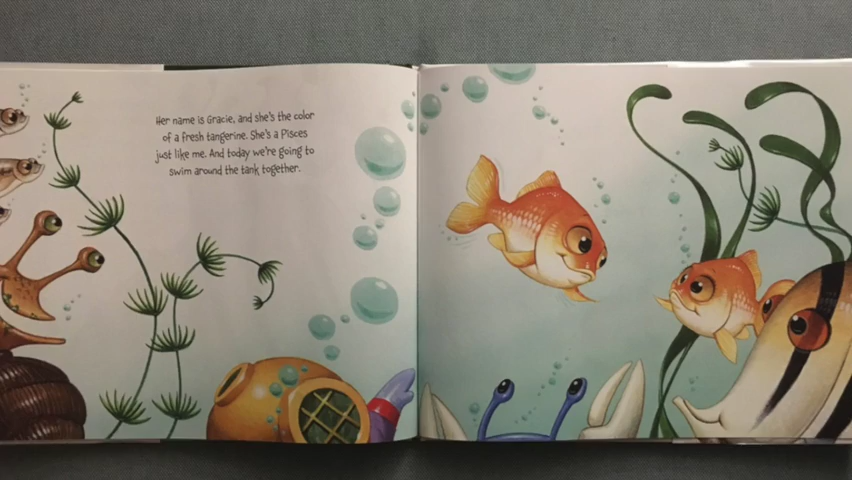 Her name is Gracie, and she's the color
of a fresh tangerine. She's a Pisces
just like me. And today we're going to
swim around the tank together.